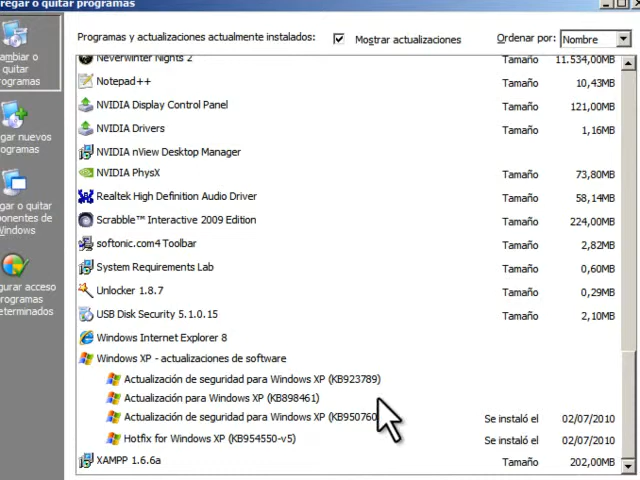 regar o quitar programas
ambiar o
quitar
rogramas
gar nuevos
ogramas
gar o quitar
ponentes de
Windows
gurar acceso
rogramas
eterminados
Programas y actualizaciones actualmente instalados:
Mostrar actualizaciones
Ordenar por: Nombre
Neverwinter Nights 2 Tamaño 11.534,00MB
Notepad++ Tamaño 10,43MB
NVIDIA Display Control Panel Tamaño 121,00MB
NVIDIA Drivers Tamaño 1,16MB
NVIDIA nView Desktop Manager
NVIDIA PhysX Tamaño 73,80MB
Realtek High Definition Audio Driver Tamaño 58,14MB
Scrabble™ Interactive 2009 Edition Tamaño 224,00MB
softonic.com4 Toolbar Tamaño 2,82MB
System Requirements Lab Tamaño 0,60MB
Unlocker 1.8.7 Tamaño 0,29MB
USB Disk Security 5.1.0.15 Tamaño 2,10MB
Windows Internet Explorer 8
Windows XP - actualizaciones de software
Actualización de seguridad para Windows XP (KB923789)
Actualización para Windows XP (KB898461)
Actualización de seguridad para Windows XP (KB950760 Se instaló el 02/07/2010
Hotfix for Windows XP (KB954550-v5) Se instaló el 02/07/2010
XAMPP 1.6.6a Tamaño 202,00MB